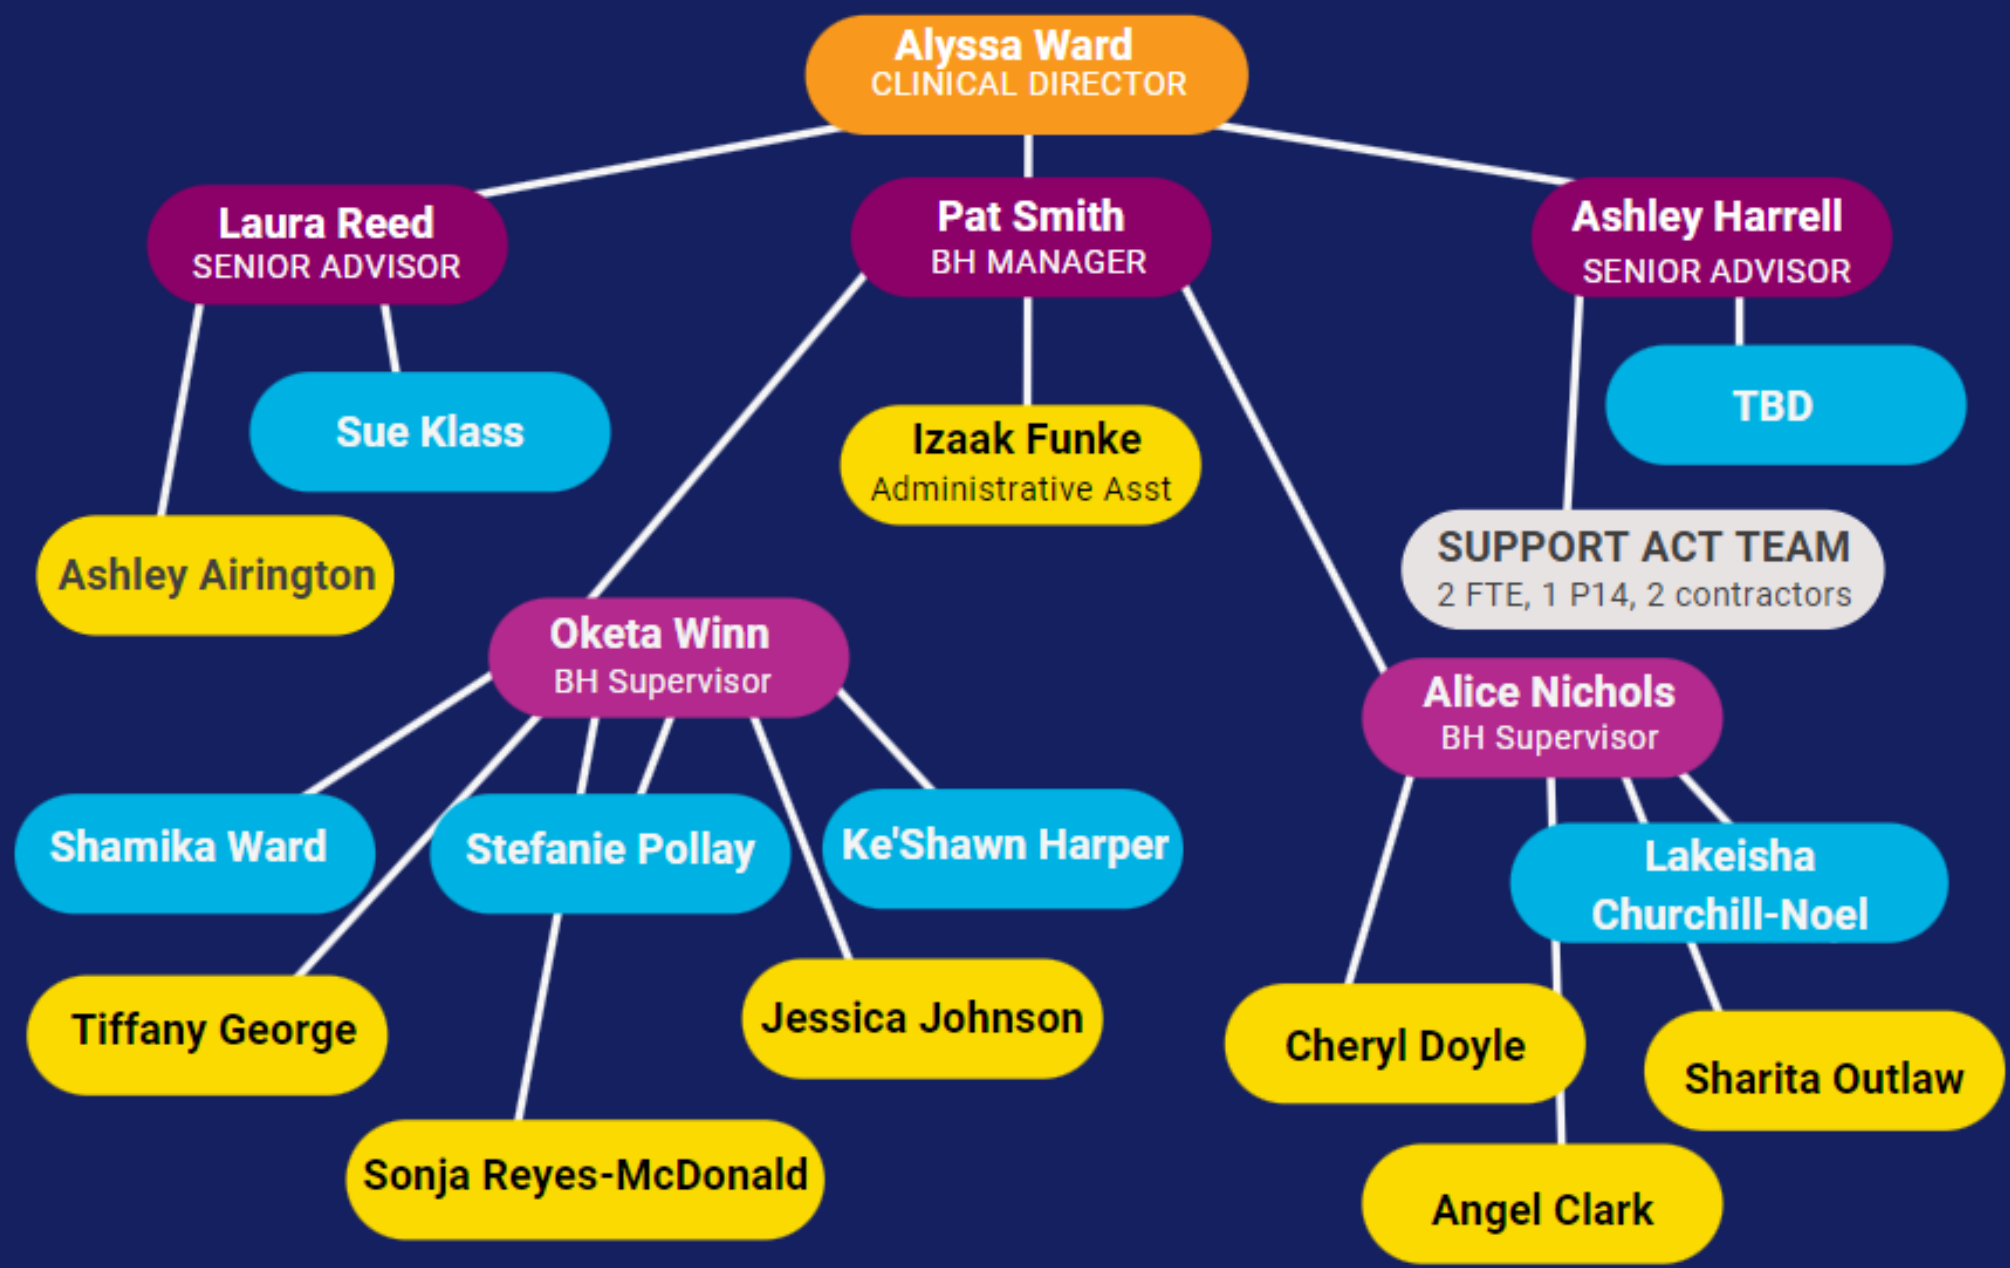 Alyssa Ward
CLINICAL DIRECTOR
Laura Reed
SENIOR ADVISOR
Pat Smith
BH MANAGER
Ashley Harrell
SENIOR ADVISOR
Sue Klass
TBD
Izaak Funke
Administrative Asst
Ashley Airington
SUPPORT ACT TEAM
2 FTE, 1 P14, 2 contractors
Oketa Winn
BH Supervisor
Alice Nichols
BH Supervisor
Shamika Ward
Stefanie Pollay
Ke'Shawn Harper
Lakeisha
Churchill-Noel
Tiffany George
Jessica Johnson
Cheryl Doyle
Sharita Outlaw
Sonja Reyes-McDonald
Angel Clark